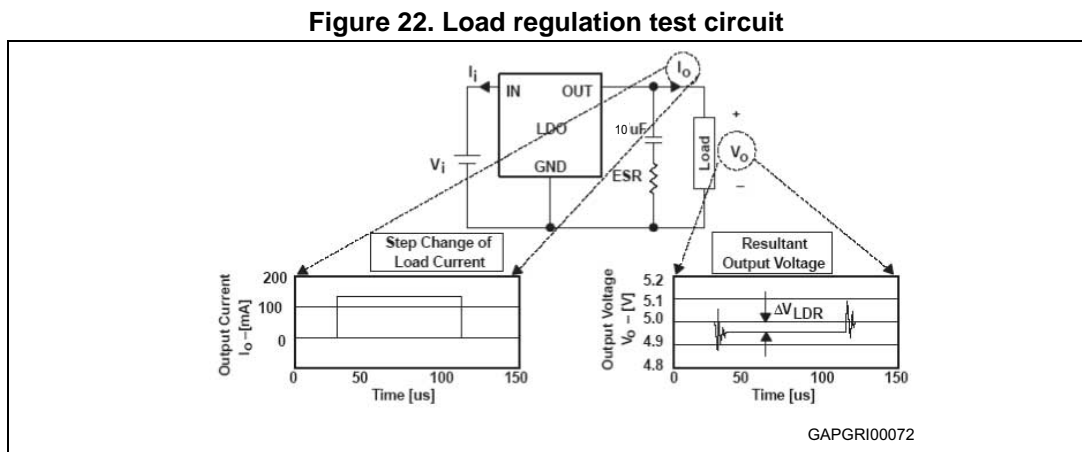 Figure 22. Load regulation test circuit
Ii
Io
IN
OUT
LDO
GND
Vi
10 uF
ESR
Load
+
Vo
–
Step Change of
Load Current
Resultant
Output Voltage
Output Current
Io –[mA]
200
100
0
0
50
100
150
Time [us]
Output Voltage
Vo – [V]
5.2
5.1
5.0
4.9
4.8
ΔVLDR
0
50
100
150
Time [us]
GAPGRI00072